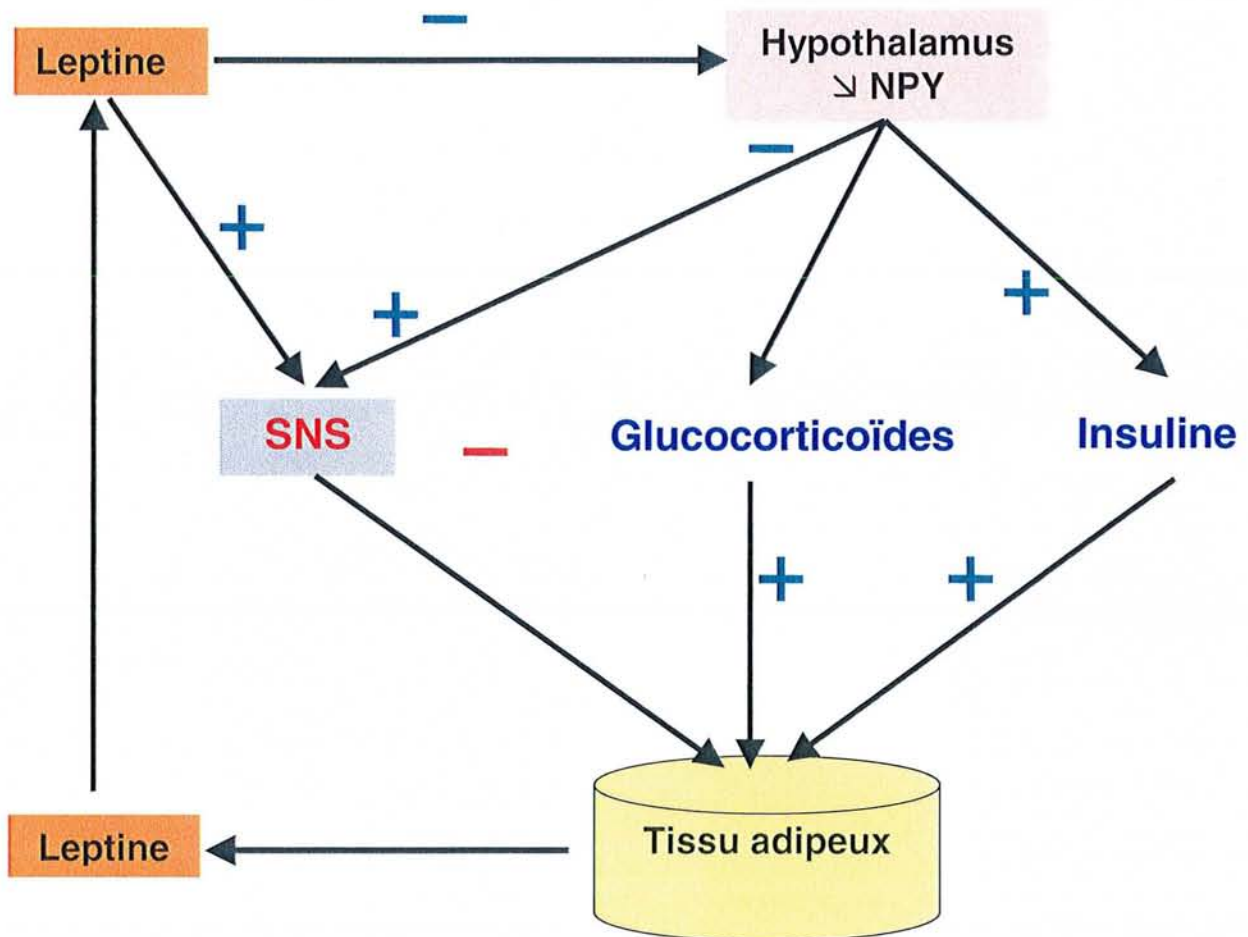 −
Leptine
Hypothalamus
↘ NPY
−
+
+
+
SNS
−
Glucocorticoïdes
Insuline
+
+
Tissu adipeux
Leptine